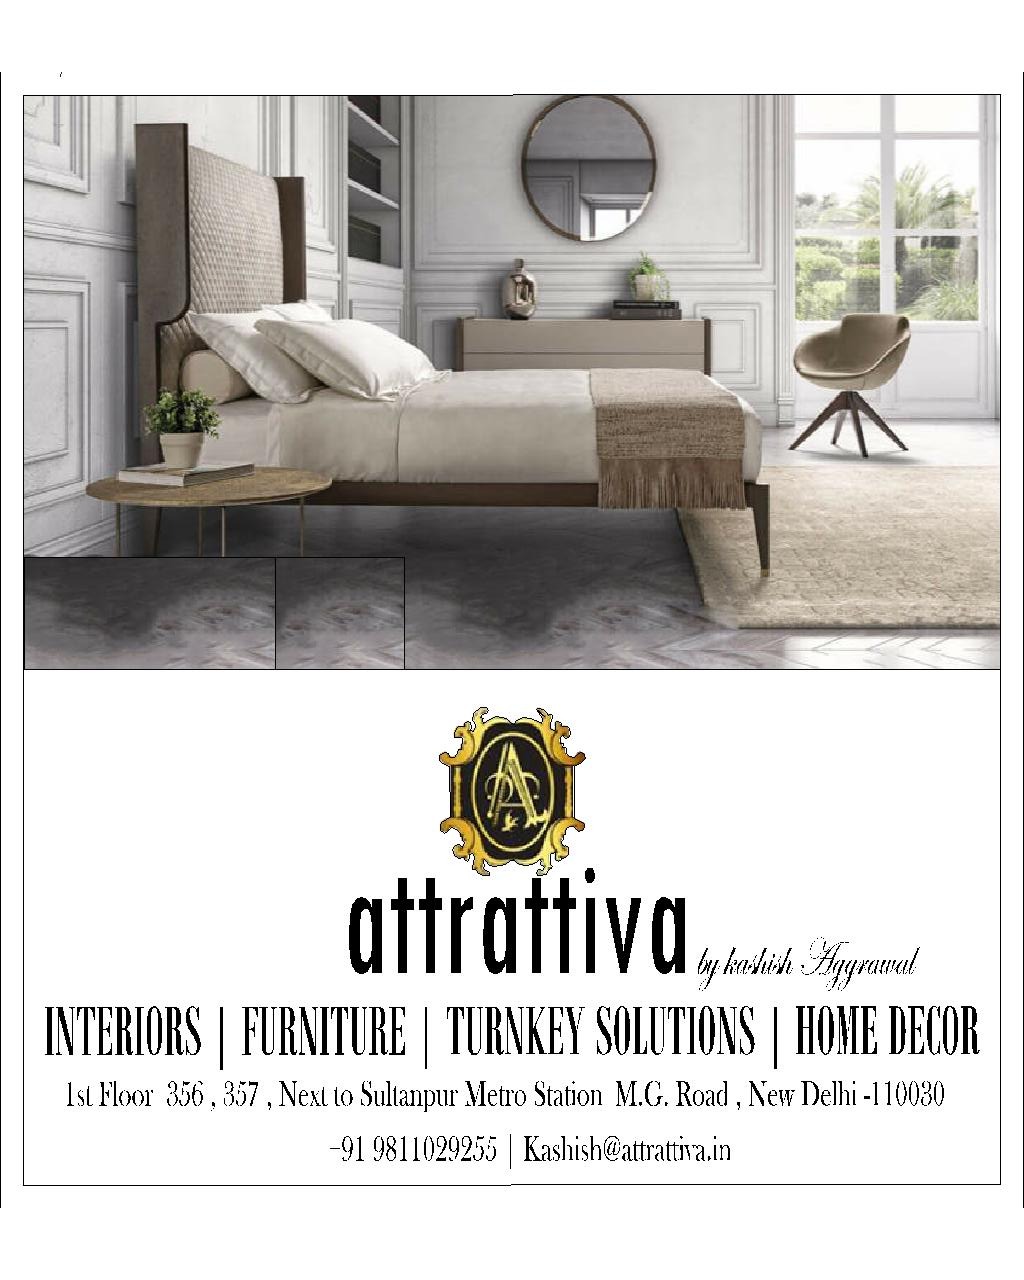 attrattiva by kashish Aggrawal
INTERIORS | FURNITURE | TURNKEY SOLUTIONS | HOME DECOR
1st Floor 356 , 357 , Next to Sultanpur Metro Station M.G. Road , New Delhi -110030
+91 9811029255 | Kashish@attrattiva.in